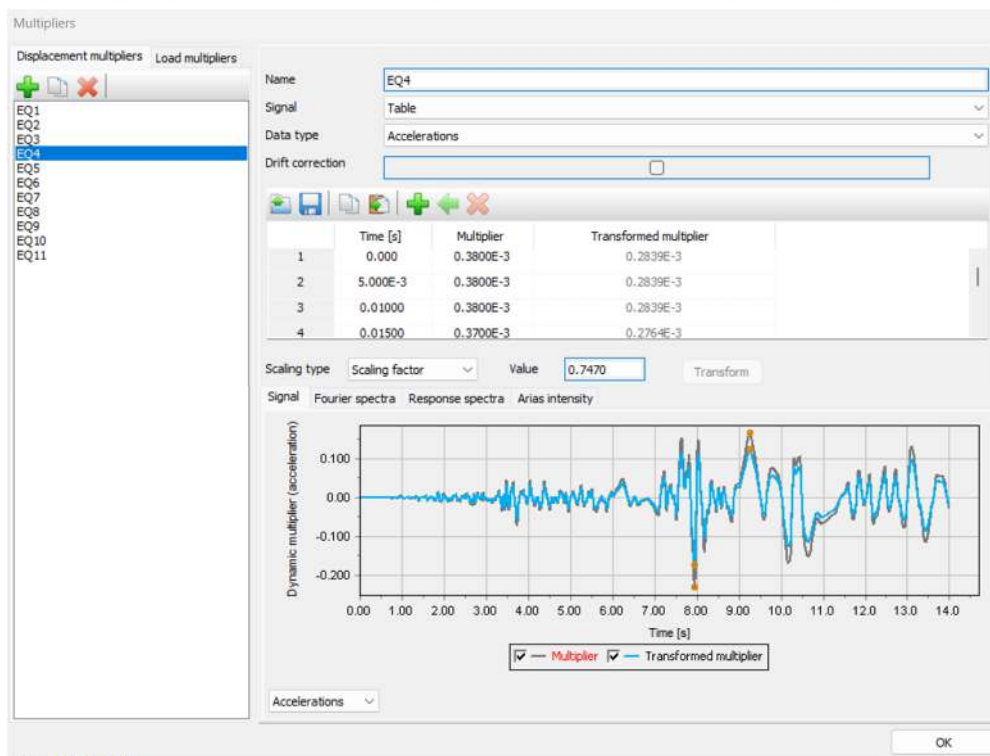 Multipliers
Displacement multipliers Load multipliers
EQ1
EQ2
EQ3
EQ4
EQ5
EQ6
EQ7
EQ8
EQ9
EQ10
EQ11
Name EQ4
Signal Table
Data type Accelerations
Drift correction
Time [s] Multiplier Transformed multiplier
1 0.000 0.3800E-3 0.2839E-3
2 5.000E-3 0.3800E-3 0.2839E-3
3 0.01000 0.3800E-3 0.2839E-3
4 0.01500 0.3700E-3 0.2764E-3
Scaling type Scaling factor Value 0.7470 Transform
Signal Fourier spectra Response spectra Arias intensity
Dynamic multiplier (acceleration)
0.100
0.00
-0.100
-0.200
0.00 1.00 2.00 3.00 4.00 5.00 6.00 7.00 8.00 9.00 10.0 11.0 12.0 13.0 14.0
Time [s]
Multiplier Transformed multiplier
Accelerations
OK